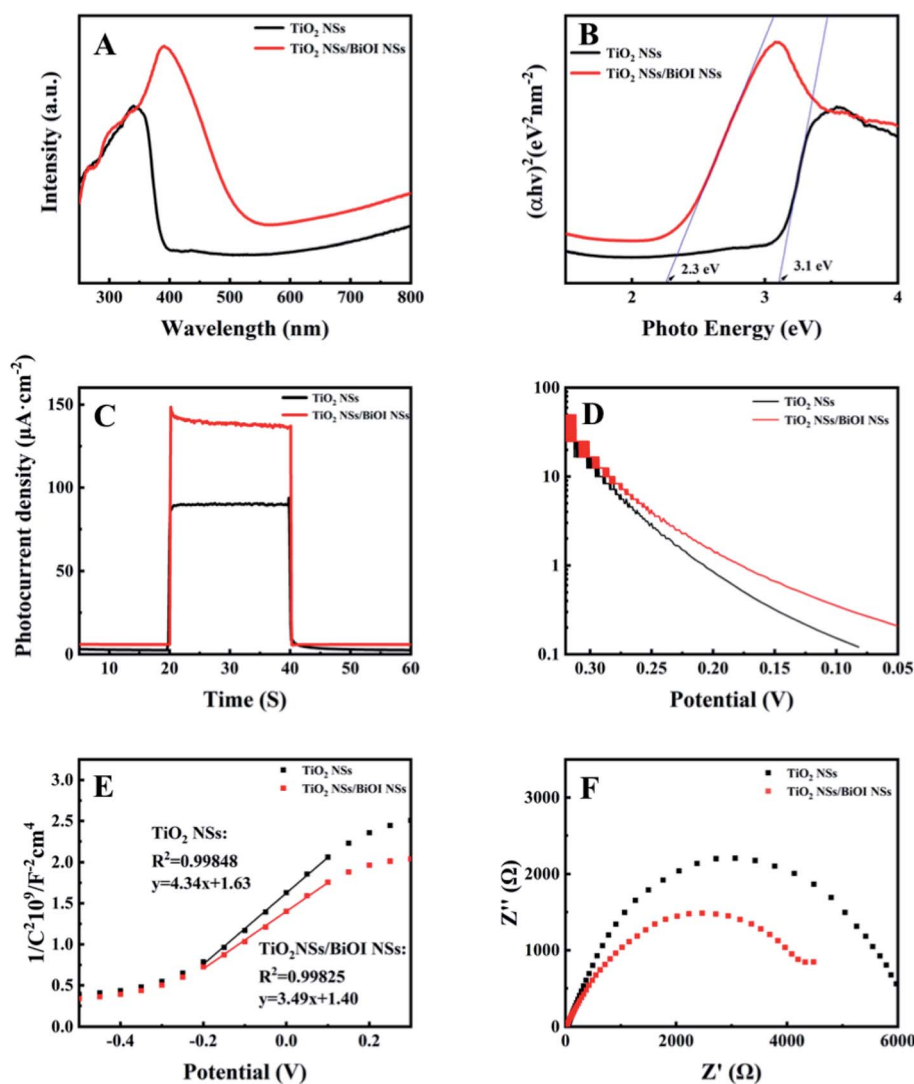 A
TiO₂ NSs
TiO₂ NSs/BiOI NSs
Intensity (a.u.)
300 400 500 600 700 800
Wavelength (nm)
B
TiO₂ NSs
TiO₂ NSs/BiOI NSs
(αhv)²(eV²nm⁻²)
2.3 eV
3.1 eV
2 3 4
Photo Energy (eV)
C
TiO₂ NSs
TiO₂ NSs/BiOI NSs
Photocurrent density (μA·cm⁻²)
150
100
50
0
20 40 60
Time (S)
D
TiO₂ NSs
TiO₂ NSs/BiOI NSs
100
10
1
0.1
0.30 0.25 0.20 0.15 0.10 0.05
Potential (V)
E
TiO₂ NSs
TiO₂ NSs/BiOI NSs
1/C²10⁹/F⁻²cm⁴
3.0
2.5
2.0
1.5
1.0
0.5
0.0
TiO₂ NSs:
R²=0.99848
y=4.34x+1.63
TiO₂NSs/BiOI NSs:
R²=0.99825
y=3.49x+1.40
-0.4 -0.2 0.0 0.2
Potential (V)
F
TiO₂ NSs
TiO₂ NSs/BiOI NSs
Z'' (Ω)
3000
2000
1000
0
0 2000 4000 6000
Z' (Ω)